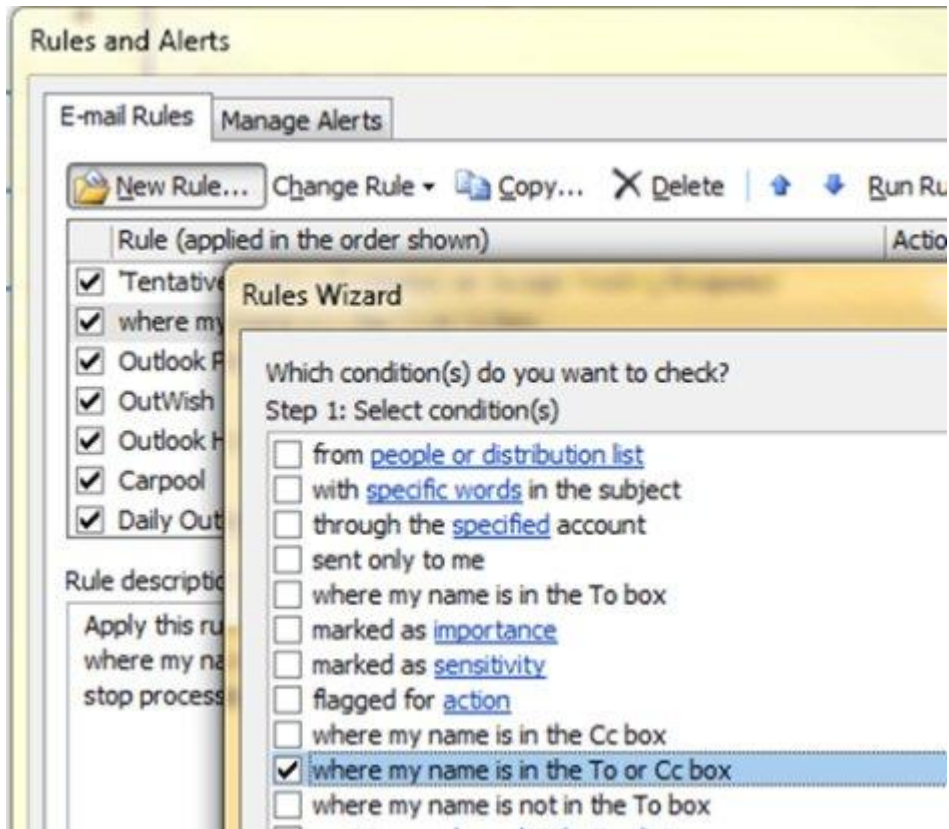 Rules and Alerts
E-mail Rules Manage Alerts
New Rule... Change Rule Copy... Delete Run Ru
Rule (applied in the order shown) Actio
'Tentative
where my
Outlook P
OutWish
Outlook H
Carpool
Daily Out
Rule descriptio
Apply this ru
where my na
stop process
Rules Wizard
Which condition(s) do you want to check?
Step 1: Select condition(s)
from people or distribution list
with specific words in the subject
through the specified account
sent only to me
where my name is in the To box
marked as importance
marked as sensitivity
flagged for action
where my name is in the Cc box
where my name is in the To or Cc box
where my name is not in the To box